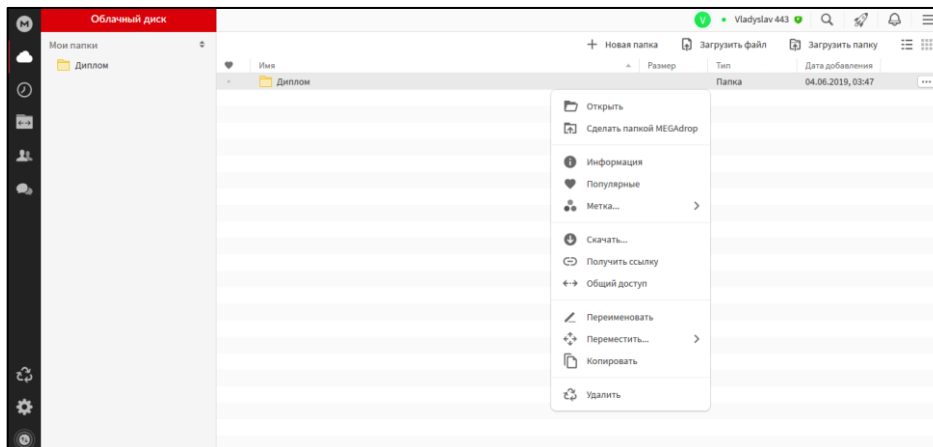 Облачный диск
V Vladyslav 443
Мои папки
Новая папка Загрузить файл Загрузить папку
Диплом
Имя Размер Тип Дата добавления
Диплом Папка 04.06.2019, 03:47
Открыть
Сделать папкой MEGAdrop
Информация
Популярные
Метка...
Скачать...
Получить ссылку
Общий доступ
Переименовать
Переместить...
Копировать
Удалить